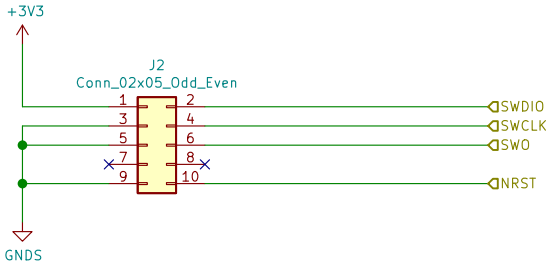 +3V3
J2
Conn_02x05_Odd_Even
1 2 SWDIO
3 4 SWCLK
5 6 SWO
7 8
9 10 NRST
GNDS